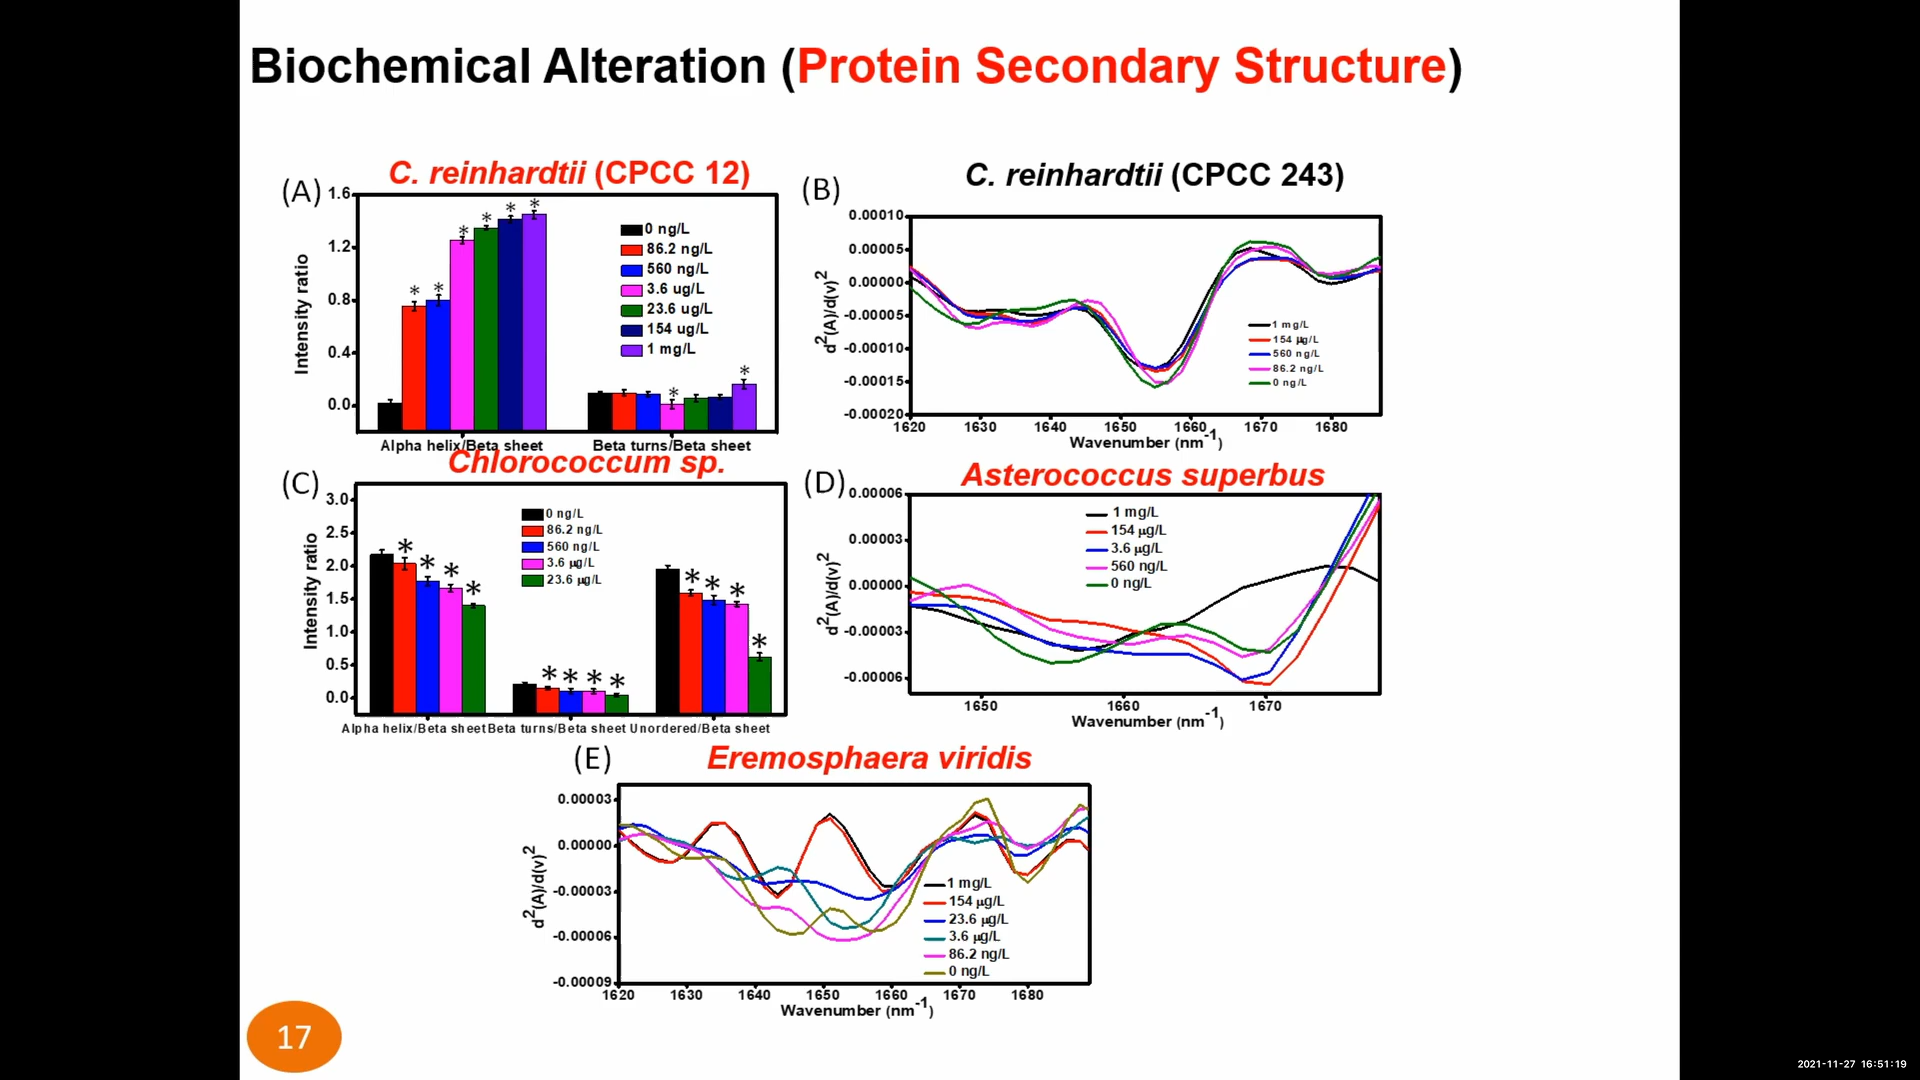 Biochemical Alteration (Protein Secondary Structure)
(A)
C. reinhardtii (CPCC 12)
1.6
1.2
0.8
0.4
0.0
Intensity ratio
* * * * * *
* *
0 ng/L
86.2 ng/L
560 ng/L
3.6 ug/L
23.6 ug/L
154 ug/L
1 mg/L
Alpha helix/Beta sheet
Beta turns/Beta sheet
(B)
C. reinhardtii (CPCC 243)
0.00010
0.00005
0.00000
-0.00005
-0.00010
-0.00015
-0.00020
d2(A)/d(v)2
1 mg/L
154 µg/L
560 ng/L
86.2 ng/L
0 ng/L
1620 1630 1640 1650 1660 1670 1680
Wavenumber (nm-1)
(C)
Chlorococcum sp.
3.0
2.5
2.0
1.5
1.0
0.5
0.0
Intensity ratio
* * * *
* * * *
* * * *
0 ng/L
86.2 ng/L
560 ng/L
3.6 µg/L
23.6 µg/L
Alpha helix/Beta sheet Beta turns/Beta sheet Unordered/Beta sheet
(D)
Asterococcus superbus
0.00006
0.00003
0.00000
-0.00003
-0.00006
d2(A)/d(v)2
1 mg/L
154 µg/L
3.6 µg/L
560 ng/L
0 ng/L
1650 1660 1670
Wavenumber (nm-1)
(E)
Eremosphaera viridis
0.00003
0.00000
-0.00003
-0.00006
-0.00009
d2(A)/d(v)2
1 mg/L
154 µg/L
23.6 µg/L
3.6 µg/L
86.2 ng/L
0 ng/L
1620 1630 1640 1650 1660 1670 1680
Wavenumber (nm-1)
17
2021-11-27 16:51:19